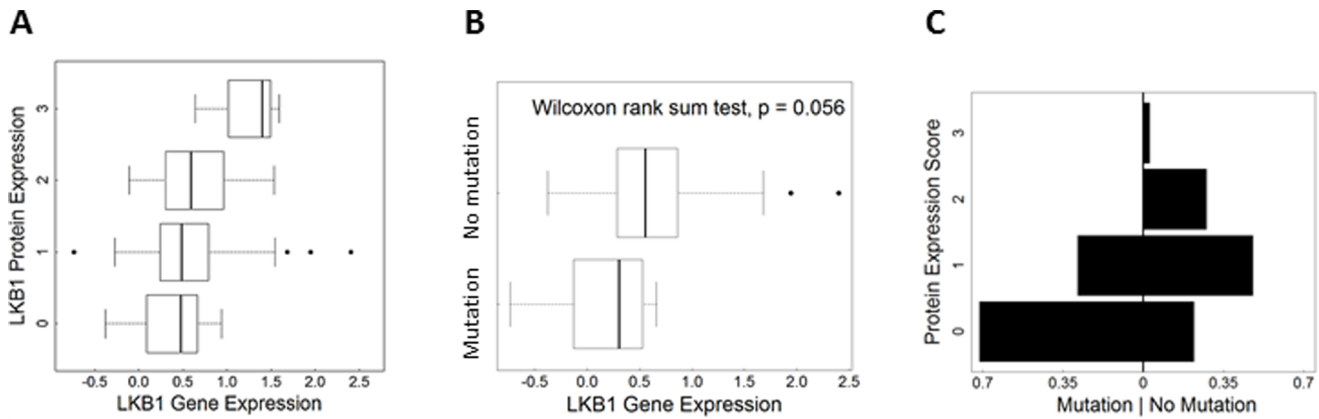 A
LKB1 Protein Expression
3
2
1
0
-0.5 0.0 0.5 1.0 1.5 2.0 2.5
LKB1 Gene Expression
B
Wilcoxon rank sum test, p = 0.056
No mutation
Mutation
-0.5 0.0 0.5 1.0 1.5 2.0 2.5
LKB1 Gene Expression
C
Protein Expression Score
3
2
1
0
0.7 0.35 0 0.35 0.7
Mutation | No Mutation